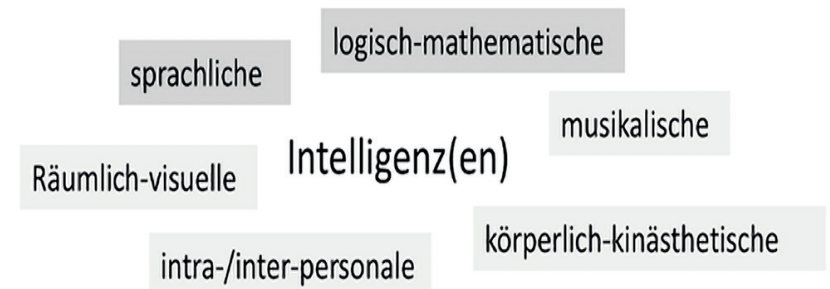 logisch-mathematische
sprachliche
musikalische
Intelligenz(en)
Räumlich-visuelle
körperlich-kinästhetische
intra-/inter-personale